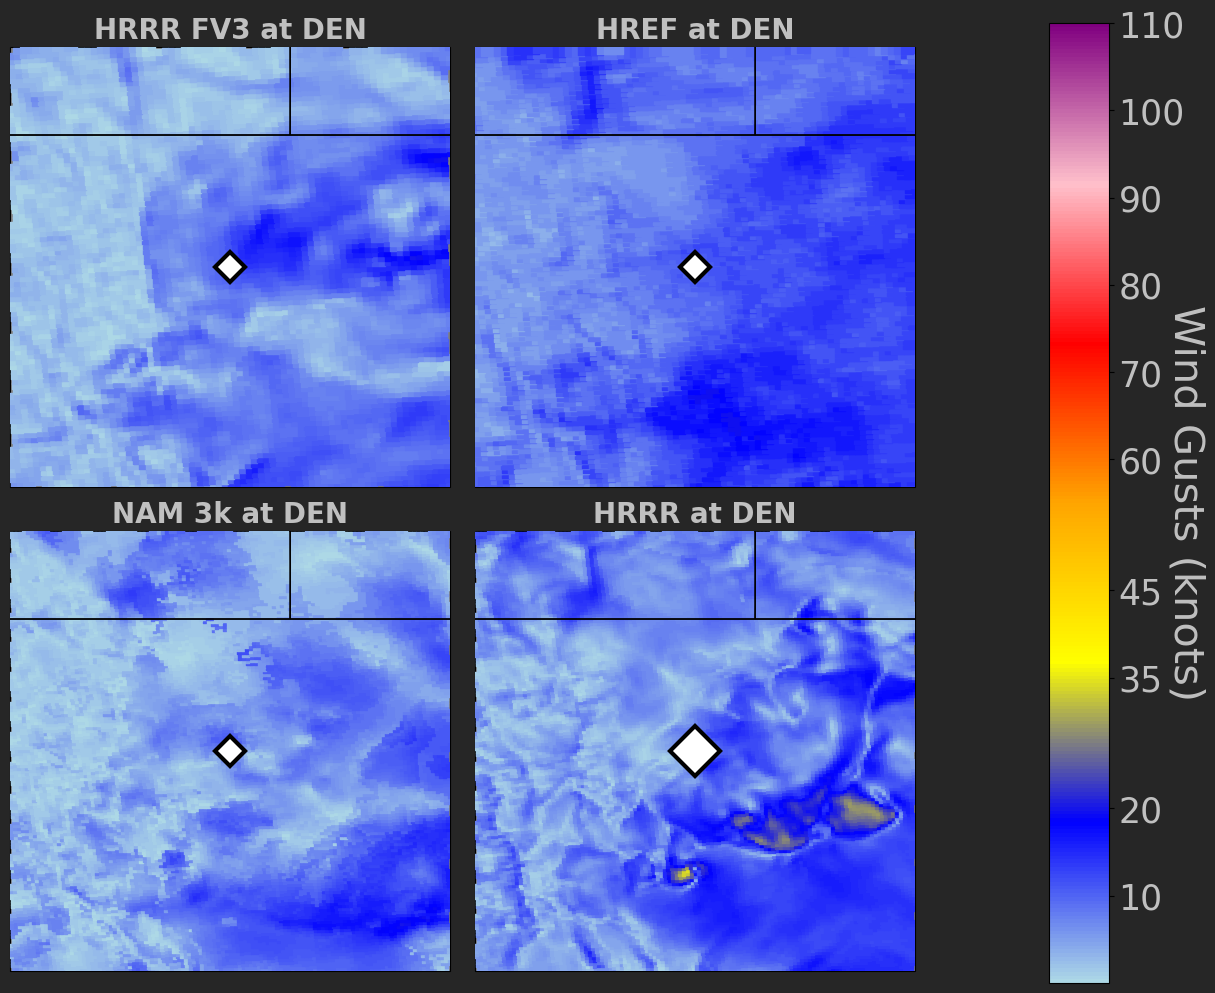 HRRR FV3 at DEN
HREF at DEN
NAM 3k at DEN
HRRR at DEN
110
100
90
80
70
60
45
35
20
10
Wind Gusts (knots)